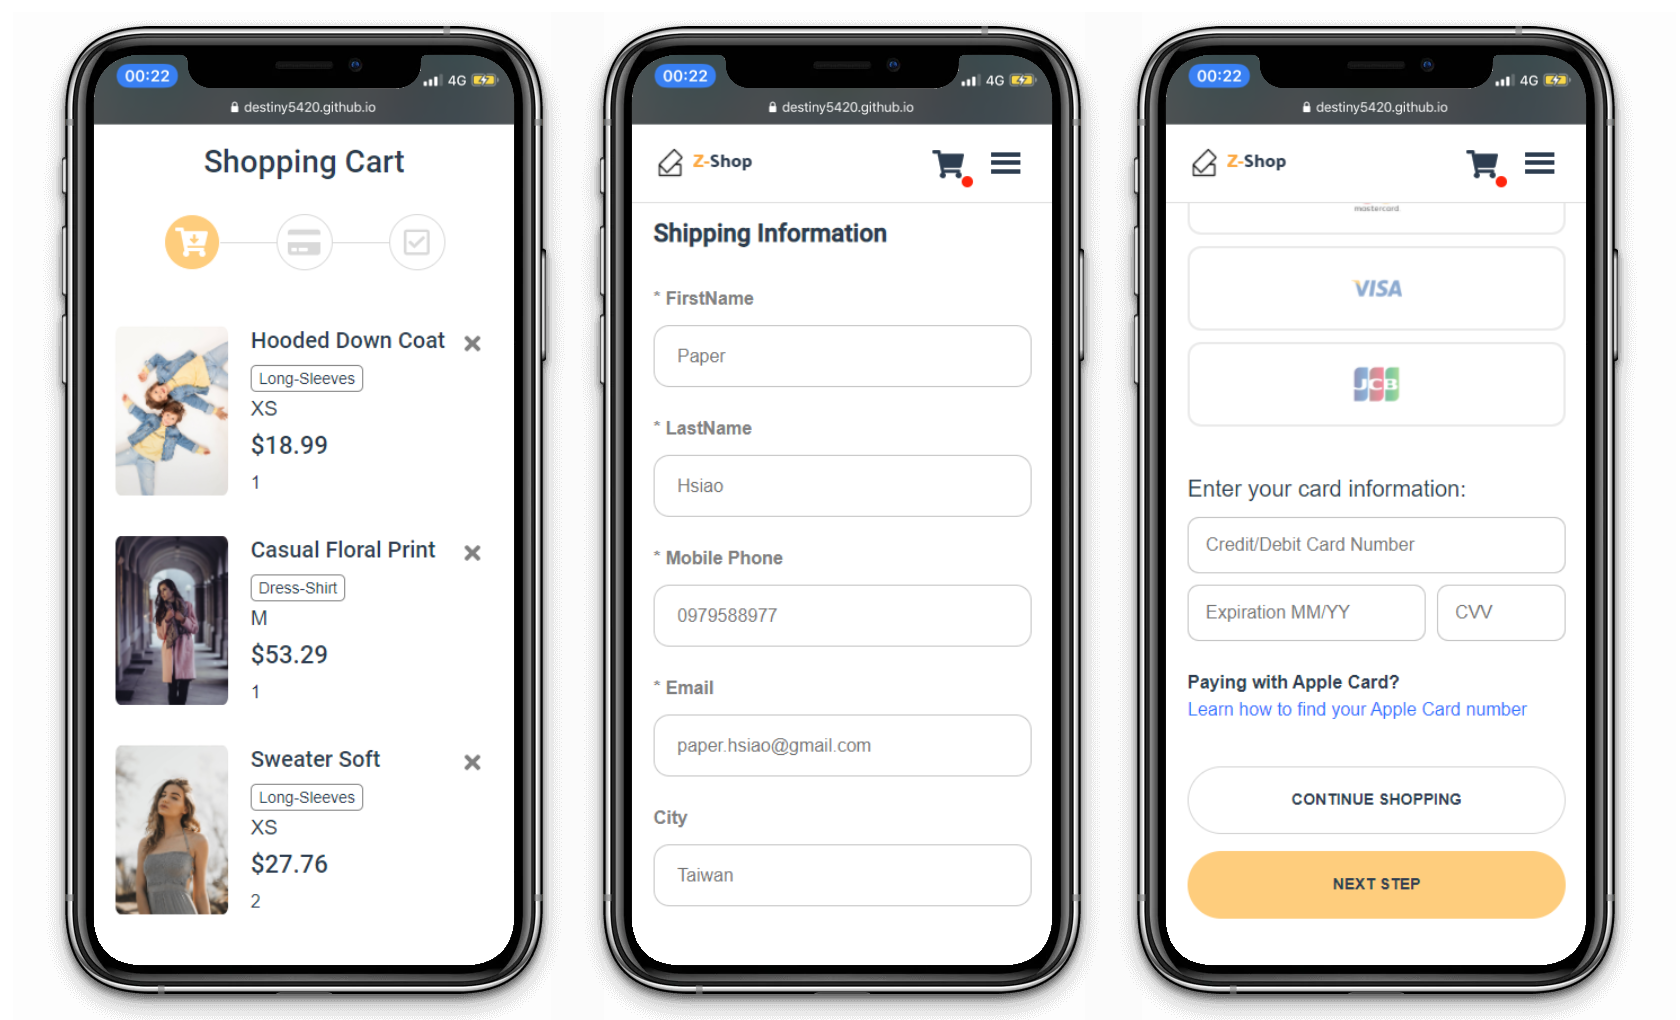 00:22
4G
destiny5420.github.io
Shopping Cart
Hooded Down Coat
Long-Sleeves
XS
$18.99
1
Casual Floral Print
Dress-Shirt
M
$53.29
1
Sweater Soft
Long-Sleeves
XS
$27.76
2
00:22
4G
destiny5420.github.io
Z-Shop
Shipping Information
* FirstName
Paper
* LastName
Hsiao
* Mobile Phone
0979588977
* Email
paper.hsiao@gmail.com
City
Taiwan
00:22
4G
destiny5420.github.io
Z-Shop
mastercard
VISA
JCB
Enter your card information:
Credit/Debit Card Number
Expiration MM/YY CVV
Paying with Apple Card?
Learn how to find your Apple Card number
CONTINUE SHOPPING
NEXT STEP